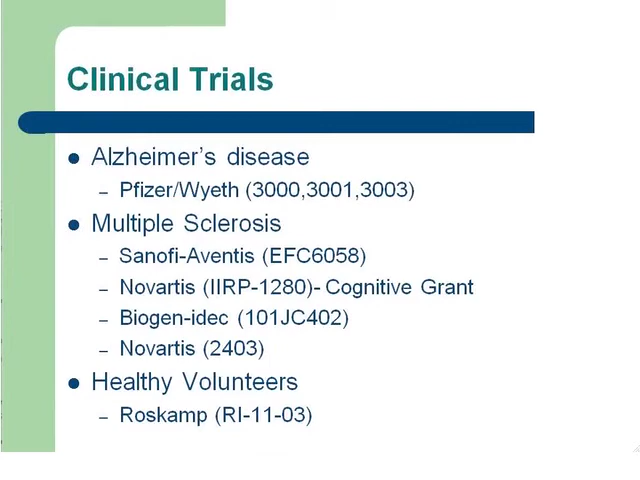 Clinical Trials
● Alzheimer’s disease
– Pfizer/Wyeth (3000,3001,3003)
● Multiple Sclerosis
– Sanofi-Aventis (EFC6058)
– Novartis (IIRP-1280)- Cognitive Grant
– Biogen-idec (101JC402)
– Novartis (2403)
● Healthy Volunteers
– Roskamp (RI-11-03)